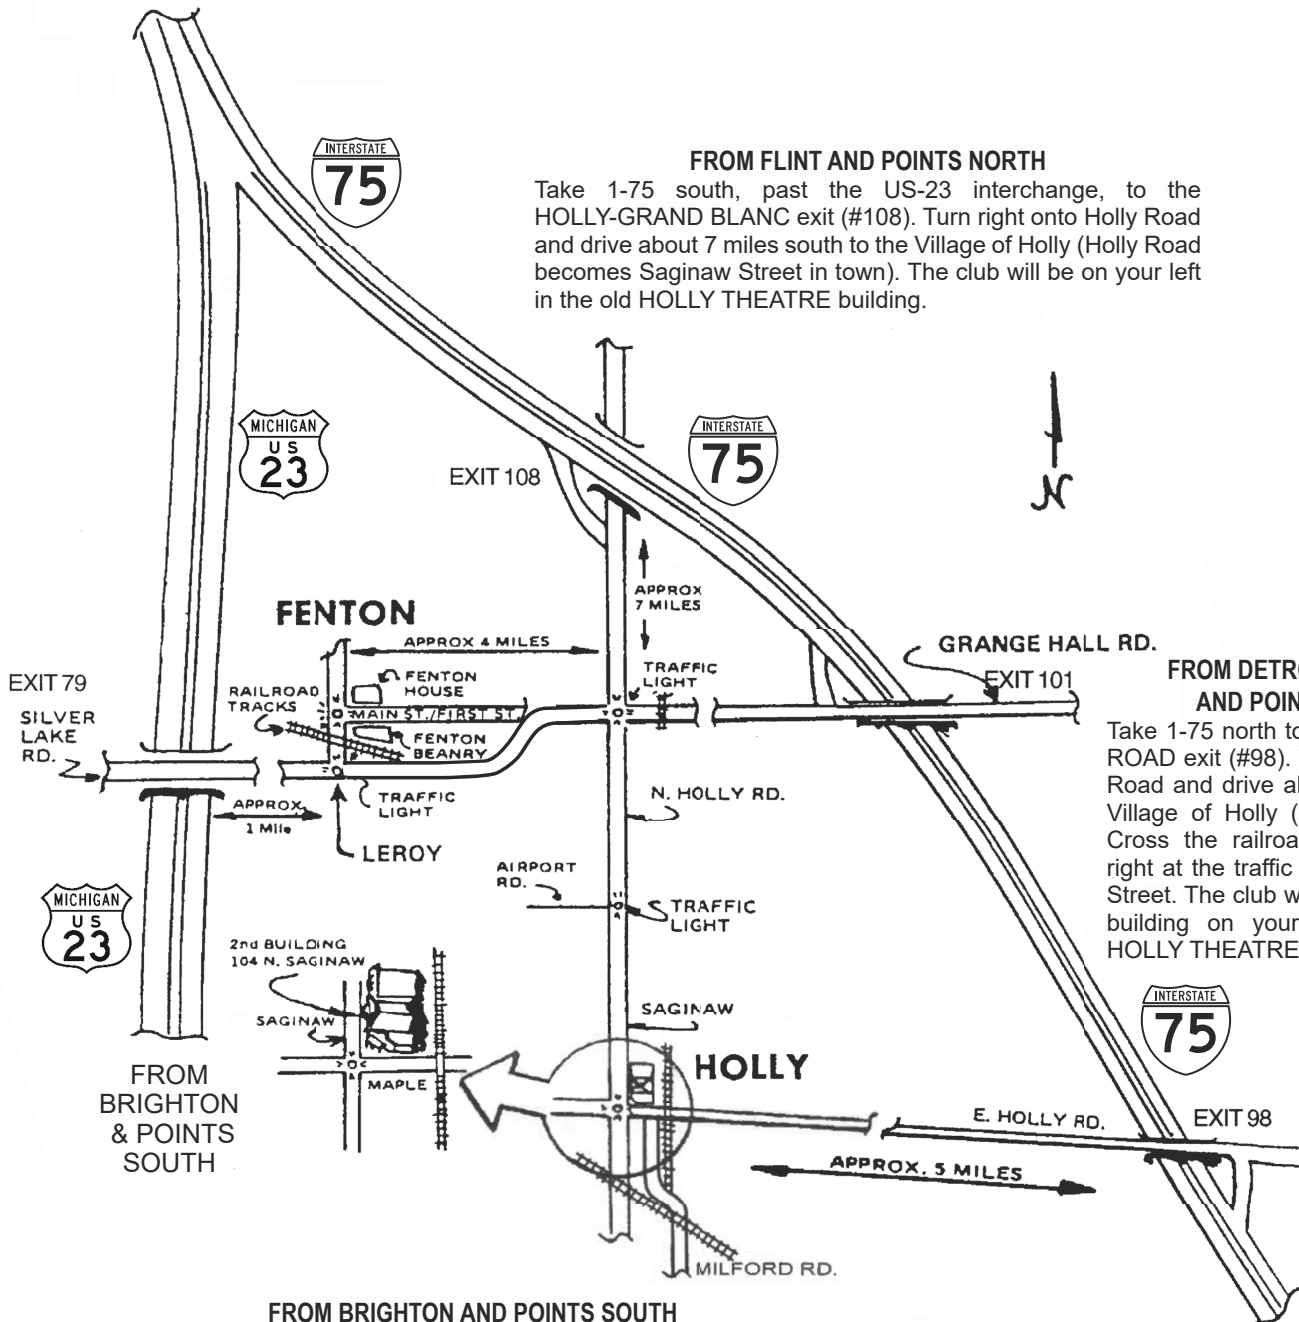 INTERSTATE
75
FROM FLINT AND POINTS NORTH
Take 1-75 south, past the US-23 interchange, to the
HOLLY-GRAND BLANC exit (#108). Turn right onto Holly Road
and drive about 7 miles south to the Village of Holly (Holly Road
becomes Saginaw Street in town). The club will be on your left
in the old HOLLY THEATRE building.
MICHIGAN
US
23
INTERSTATE
75
EXIT 108
N
APPROX
7 MILES
FENTON
APPROX 4 MILES
GRANGE HALL RD.
EXIT 101
EXIT 79
SILVER
LAKE
RD.
RAILROAD
TRACKS
FENTON
HOUSE
MAIN ST./FIRST ST.
FENTON
BEANRY
TRAFFIC
LIGHT
TRAFFIC
LIGHT
APPROX.
1 Mile
LEROY
N. HOLLY RD.
FROM DETRO
AND POIN
Take 1-75 north to
ROAD exit (#98).
Road and drive a
Village of Holly (
Cross the railroa
right at the traffic
Street. The club w
building on your
HOLLY THEATRE
AIRPORT
RD.
TRAFFIC
LIGHT
MICHIGAN
US
23
2nd BUILDING
104 N. SAGINAW
SAGINAW
MAPLE
SAGINAW
HOLLY
INTERSTATE
75
FROM
BRIGHTON
& POINTS
SOUTH
E. HOLLY RD.
EXIT 98
APPROX. 5 MILES
MILFORD RD.
FROM BRIGHTON AND POINTS SOUTH